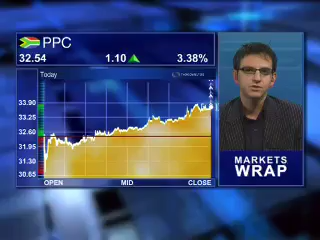 PPC
32.54 1.10 3.38%
Today
33.90
33.25
32.60
31.95
31.30
30.65
OPEN MID CLOSE
MARKETS
WRAP